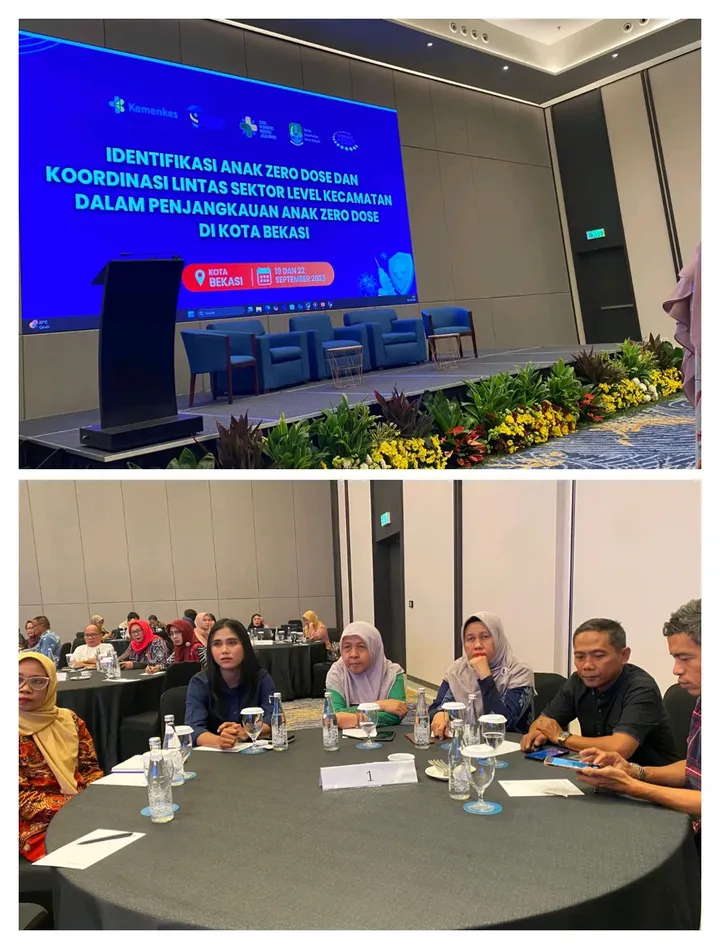 Kemenkes
IDENTIFIKASI ANAK ZERO DOSE DAN
KOORDINASI LINTAS SEKTOR LEVEL KECAMATAN
DALAM PENJANGKAUAN ANAK ZERO DOSE
DI KOTA BEKASI
KOTA
BEKASI
19 DAN 22
SEPTEMBER 2023
27°C
1